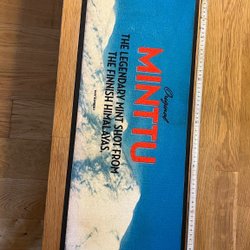 Original
MINTTU
THE LEGENDARY MINT SHOT FROM
THE FINNISH HIMALAYAS.